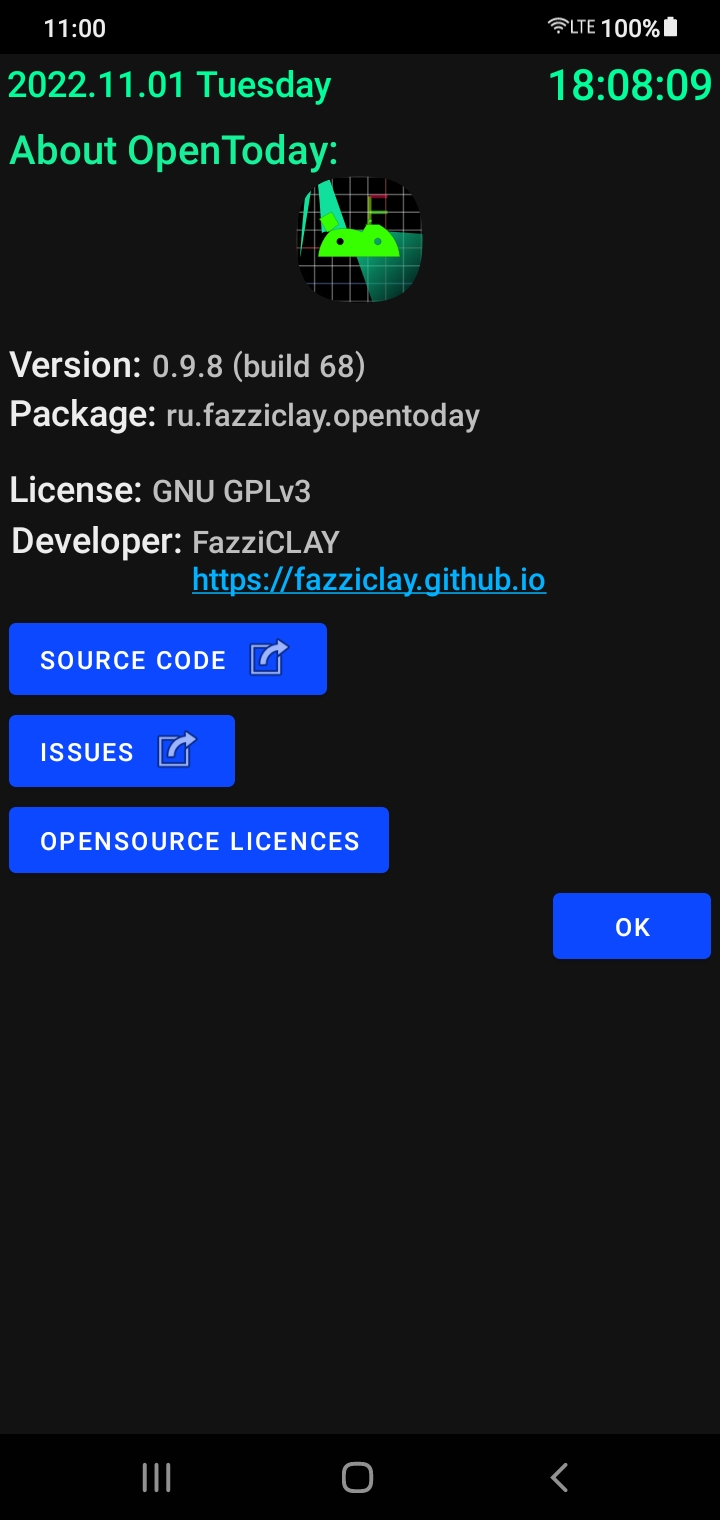 11:00 LTE 100%
2022.11.01 Tuesday 18:08:09
About OpenToday:
Version: 0.9.8 (build 68)
Package: ru.fazziclay.opentoday
License: GNU GPLv3
Developer: FazziCLAY
https://fazziclay.github.io
SOURCE CODE
ISSUES
OPENSOURCE LICENCES
OK